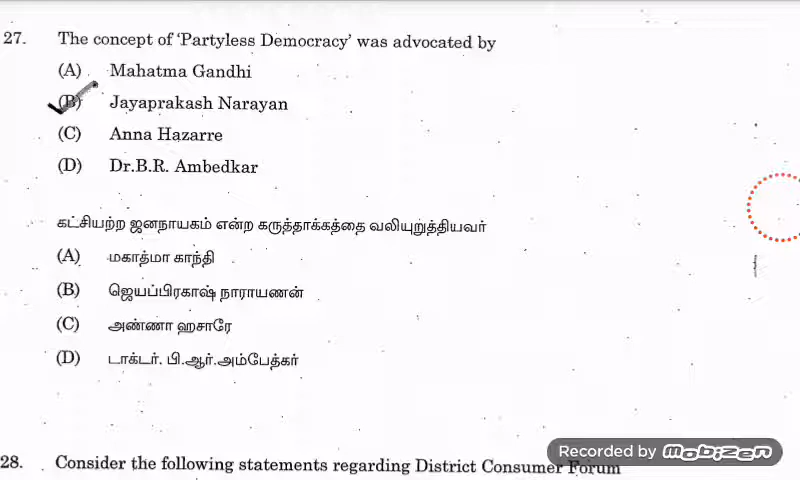 27. The concept of 'Partyless Democracy' was advocated by
(A) Mahatma Gandhi
(B) Jayaprakash Narayan
(C) Anna Hazarre
(D) Dr.B.R. Ambedkar
கட்சியற்ற ஜனநாயகம் என்ற கருத்தாக்கத்தை வலியுறுத்தியவர்
(A) மகாத்மா காந்தி
(B) ஜெயப்பிரகாஷ் நாராயணன்
(C) அண்ணா ஹசாரே
(D) டாக்டர். பி.ஆர்.அம்பேத்கர்
Recorded by mobizen
28. Consider the following statements regarding District Consumer Forum